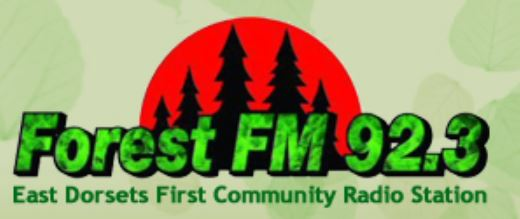 Forest FM 92.3
East Dorsets First Community Radio Station